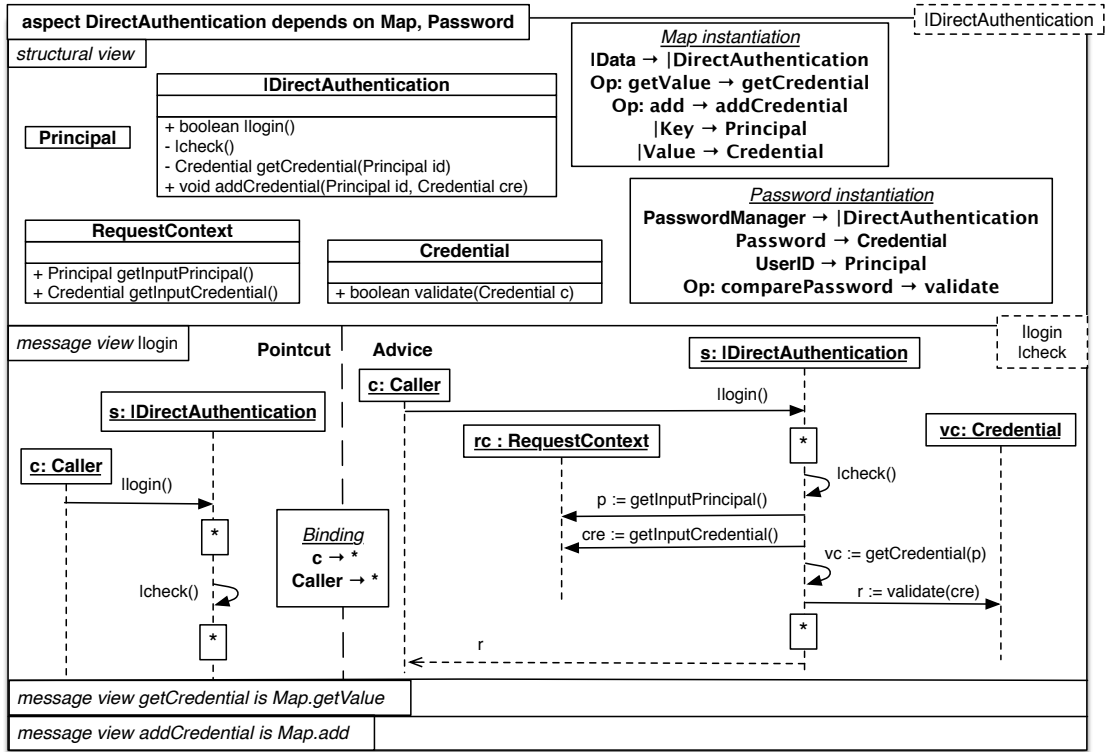 aspect DirectAuthentication depends on Map, Password
|DirectAuthentication
structural view
Map instantiation
|Data → |DirectAuthentication
Op: getValue → getCredential
Op: add → addCredential
|Key → Principal
|Value → Credential
|DirectAuthentication
+ boolean |login()
- |check()
- Credential getCredential(Principal id)
+ void addCredential(Principal id, Credential cre)
Principal
Password instantiation
PasswordManager → |DirectAuthentication
Password → Credential
UserID → Principal
Op: comparePassword → validate
RequestContext
+ Principal getInputPrincipal()
+ Credential getInputCredential()
Credential
+ boolean validate(Credential c)
message view |login
Pointcut
Advice
|login
|check
s: |DirectAuthentication
c: Caller
|login()
*
|check()
*
Binding
c → *
Caller → *
c: Caller
s: |DirectAuthentication
|login()
rc : RequestContext
*
vc: Credential
|check()
p := getInputPrincipal()
cre := getInputCredential()
vc := getCredential(p)
r := validate(cre)
*
r
message view getCredential is Map.getValue
message view addCredential is Map.add